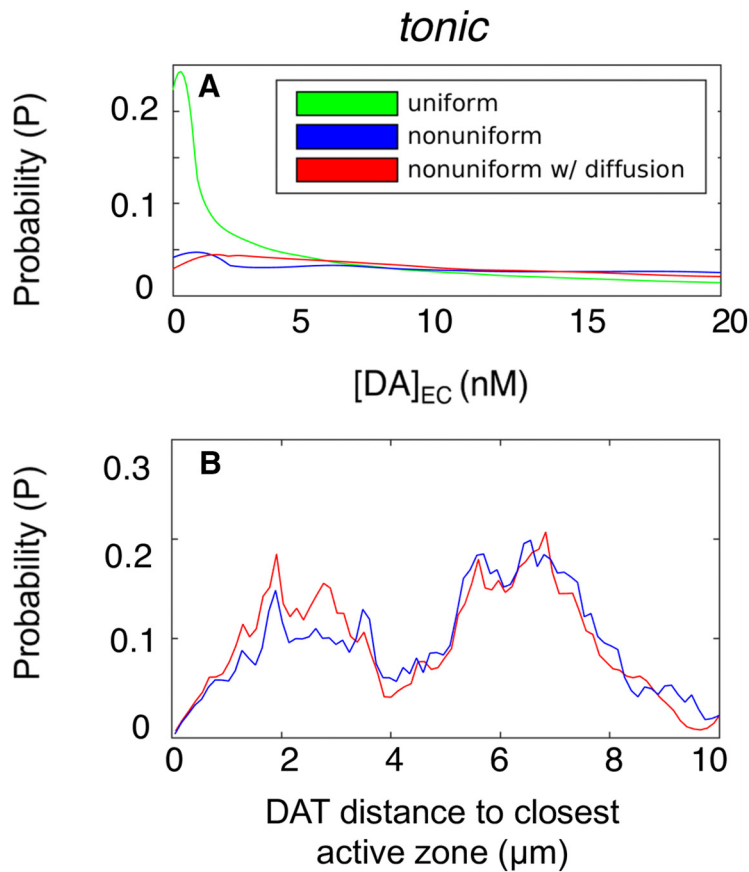 tonic
A
uniform
nonuniform
nonuniform w/ diffusion
Probability (P)
0.2
0.1
0
0 5 10 15 20
[DA]EC (nM)
B
Probability (P)
0.3
0.2
0.1
0
0 2 4 6 8 10
DAT distance to closest
active zone (µm)